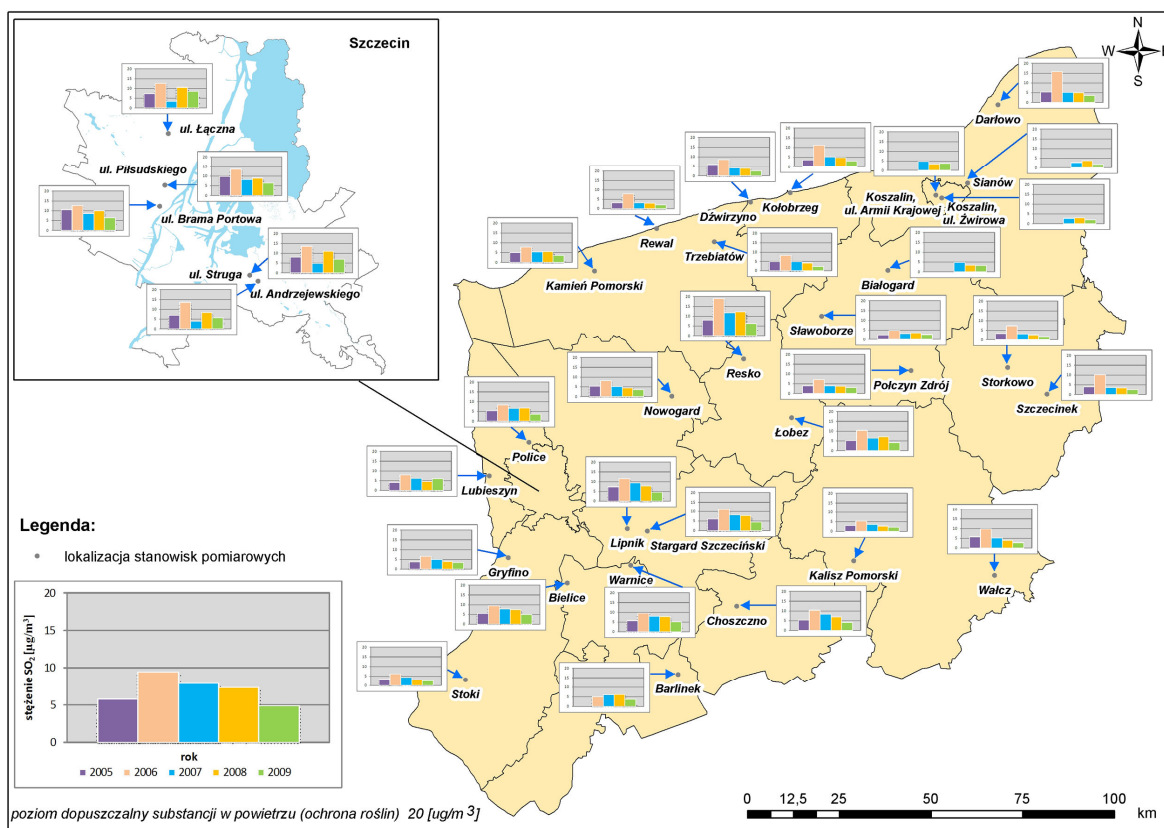 Szczecin
ul. Łączna
ul. Piłsudskiego
ul. Brama Portowa
ul. Struga
ul. Andrzejewskiego
N
W
E
S
Darłowo
Sianów
Koszalin,
ul. Armii Krajowej
Koszalin,
ul. Żwirowa
Kołobrzeg
Dźwirzyno
Rewal
Trzebiatów
Kamień Pomorski
Białogard
Sławoborze
Resko
Połczyn Zdrój
Storkowo
Szczecinek
Nowogard
Łobez
Police
Lubieszyn
Lipnik
Stargard Szczeciński
Kalisz Pomorski
Wałcz
Gryfino
Warnice
Bielice
Choszczno
Stoki
Barlinek
Legenda:
lokalizacja stanowisk pomiarowych
stężenie SO₂ [µg/m³]
20
15
10
5
0
rok
2005 2006 2007 2008 2009
poziom dopuszczalny substancji w powietrzu (ochrona roślin) 20 [ug/m 3]
0 12,5 25 50 75 100
km